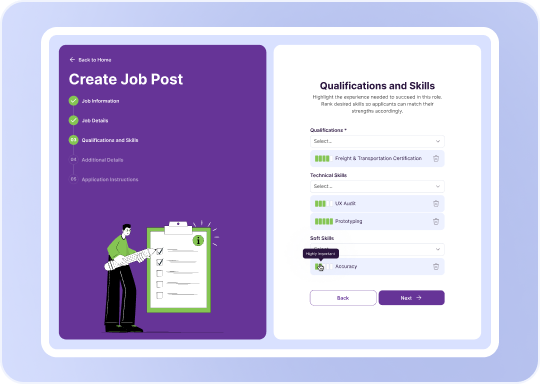 Back to Home
Create Job Post
Job Information
Job Details
03 Qualifications and Skills
04 Additional Details
05 Application Instructions
i
Qualifications and Skills
Highlight the experience needed to succeed in this role.
Rank desired skills so applicants can match their
strengths accordingly.
Qualifications *
Select...
Freight & Transportation Certification
Technical Skills
Select...
UX Audit
Prototyping
Soft Skills
Highly Important
Accuracy
Back
Next